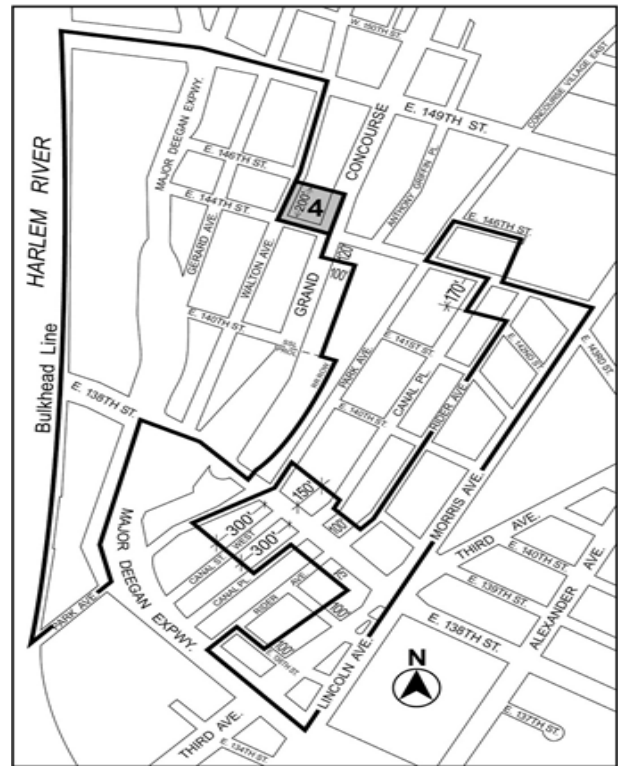 W. 150TH ST.
CONCOURSE VILLAGE EAST
MAJOR DEEGAN EXPWY.
E. 149TH ST.
CONCOURSE
E. 146TH ST.
ANTHONY GRIFFIN PL.
HARLEM RIVER
Bulkhead Line
E. 144TH ST.
200'
4
E. 146TH ST.
GERARD AVE.
WALTON AVE.
GRAND
120'
100'
170'
E. 140TH ST.
PARK AVE.
E. 141ST ST.
E. 142ND ST.
E. 143RD ST.
CANAL PL.
RIDER AVE.
E. 138TH ST.
E. 140TH ST.
150'
MORRIS AVE.
100'
300'
300'
CANAL ST. WEST
THIRD AVE.
E. 140TH ST.
MAJOR DEEGAN EXPWY.
CANAL PL.
RIDER AVE.
E. 139TH ST.
ALEXANDER AVE.
100'
E. 138TH ST.
PARK AVE.
100'
LINCOLN AVE.
N
E. 137TH ST.
THIRD AVE.
E. 134TH ST.